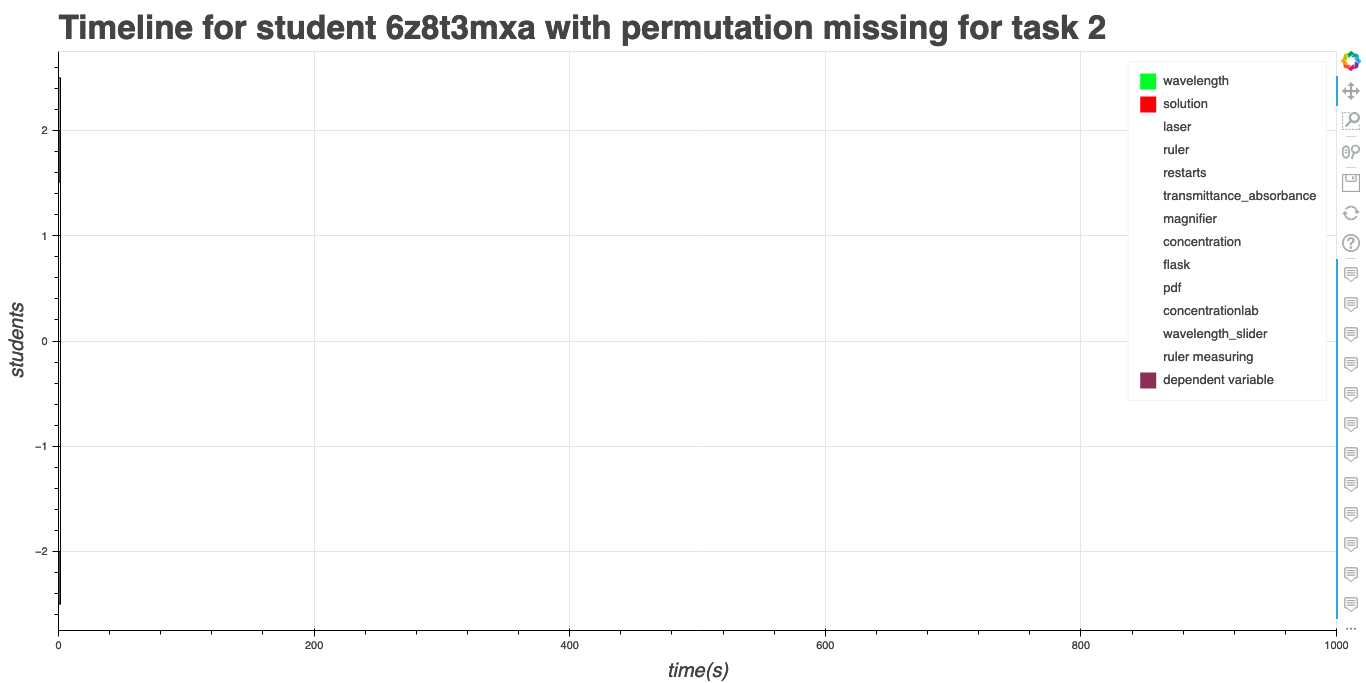 Timeline for student 6z8t3mxa with permutation missing for task 2
wavelength
solution
laser
ruler
restarts
transmittance_absorbance
magnifier
concentration
flask
pdf
concentrationlab
wavelength_slider
ruler measuring
dependent variable
students
2
1
0
−1
−2
0 200 400 600 800 1000
time(s)